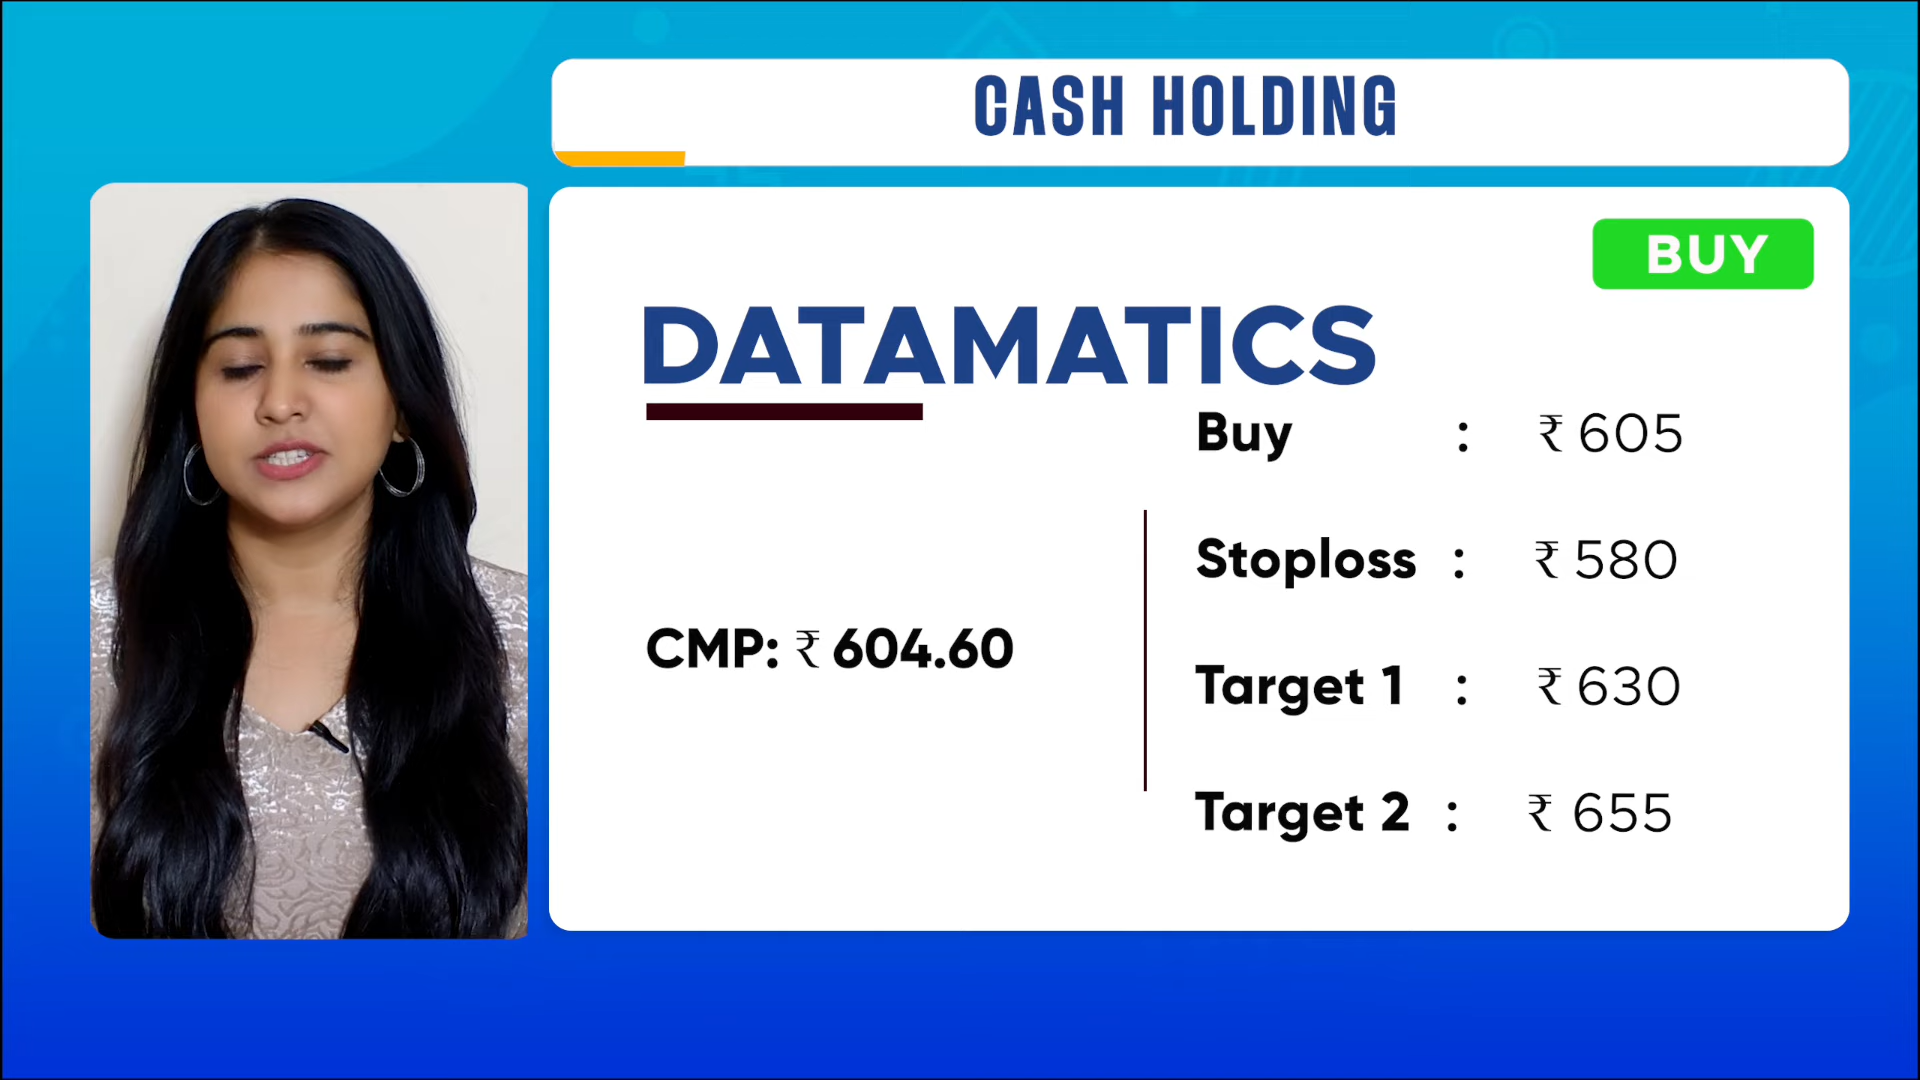 CASH HOLDING
BUY
DATAMATICS
CMP: ₹ 604.60
Buy : ₹ 605
Stoploss : ₹ 580
Target 1 : ₹ 630
Target 2 : ₹ 655